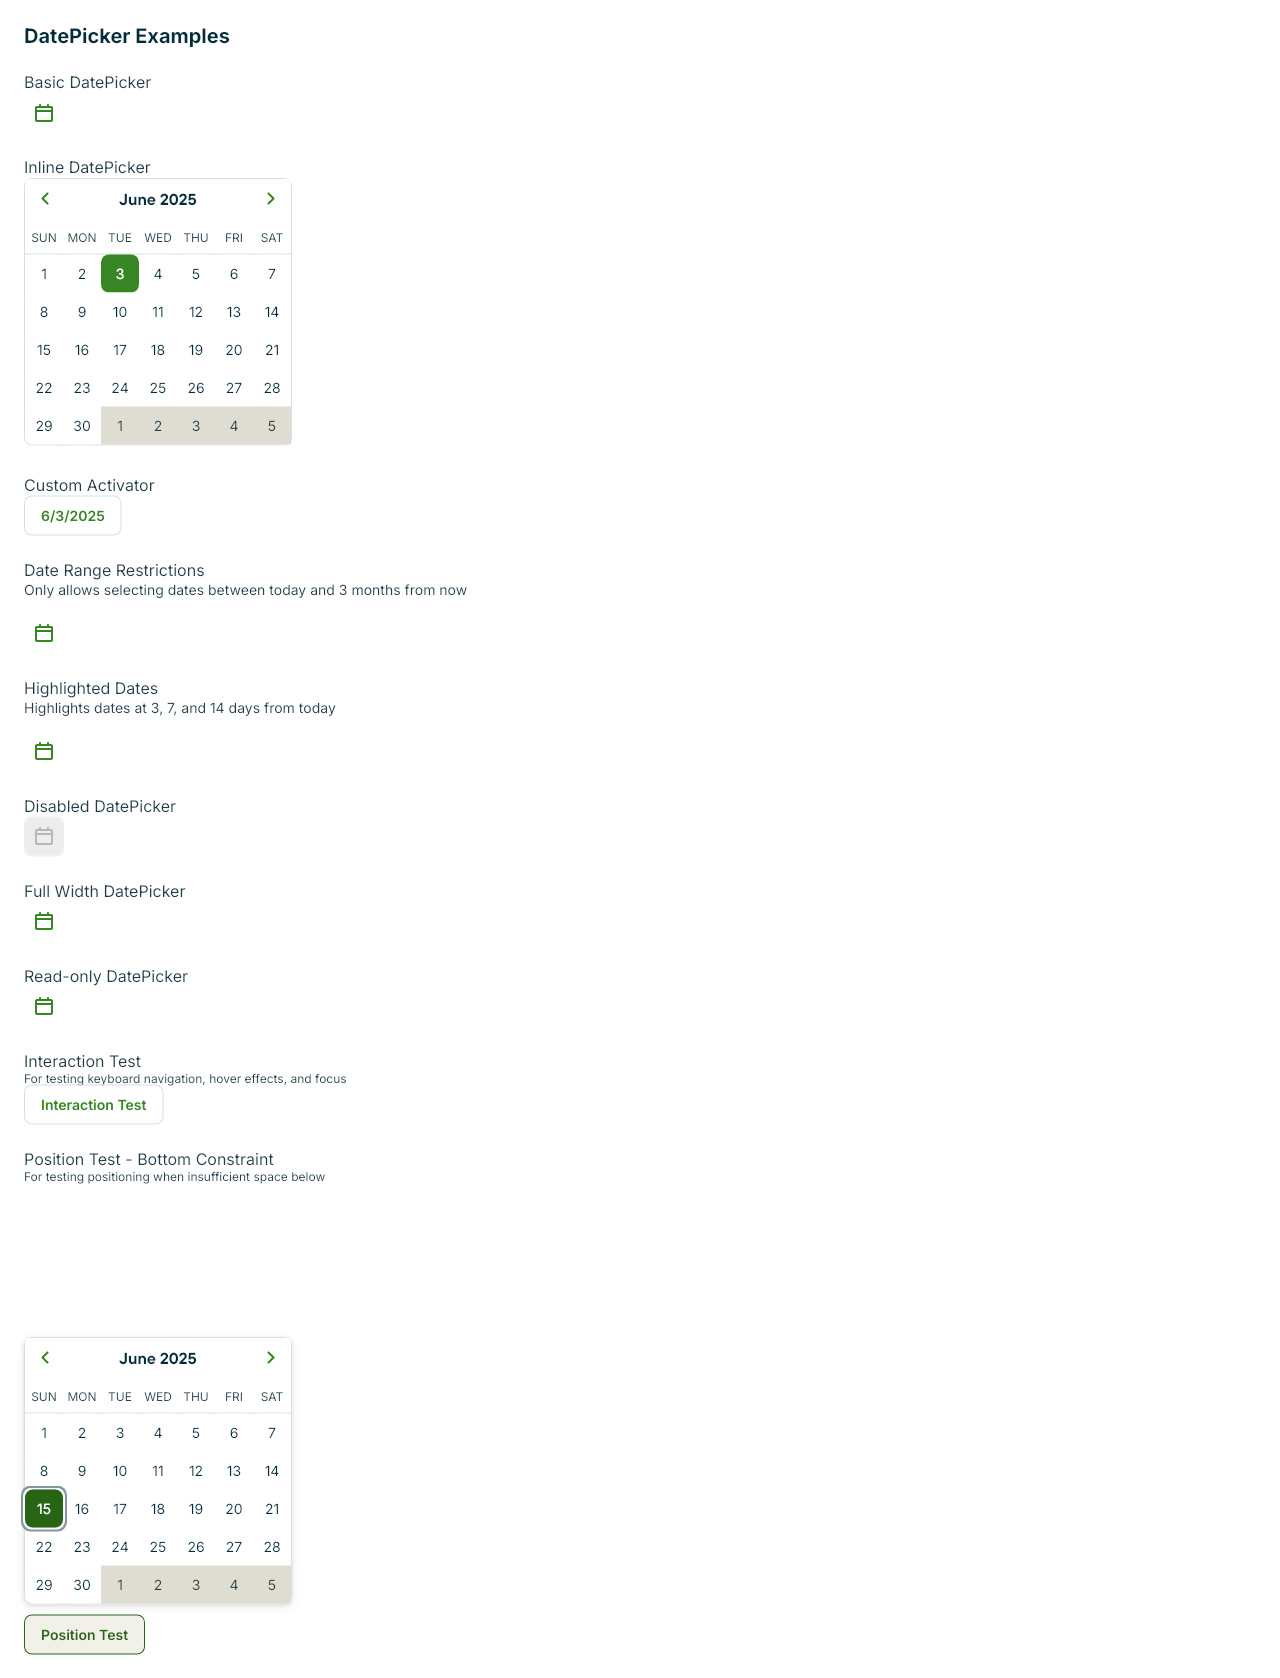 DatePicker Examples
Basic DatePicker
Inline DatePicker
June 2025
SUN MON TUE WED THU FRI SAT
1 2 3 4 5 6 7
8 9 10 11 12 13 14
15 16 17 18 19 20 21
22 23 24 25 26 27 28
29 30 1 2 3 4 5
Custom Activator
6/3/2025
Date Range Restrictions
Only allows selecting dates between today and 3 months from now
Highlighted Dates
Highlights dates at 3, 7, and 14 days from today
Disabled DatePicker
Full Width DatePicker
Read-only DatePicker
Interaction Test
For testing keyboard navigation, hover effects, and focus
Interaction Test
Position Test - Bottom Constraint
For testing positioning when insufficient space below
June 2025
SUN MON TUE WED THU FRI SAT
1 2 3 4 5 6 7
8 9 10 11 12 13 14
15 16 17 18 19 20 21
22 23 24 25 26 27 28
29 30 1 2 3 4 5
Position Test